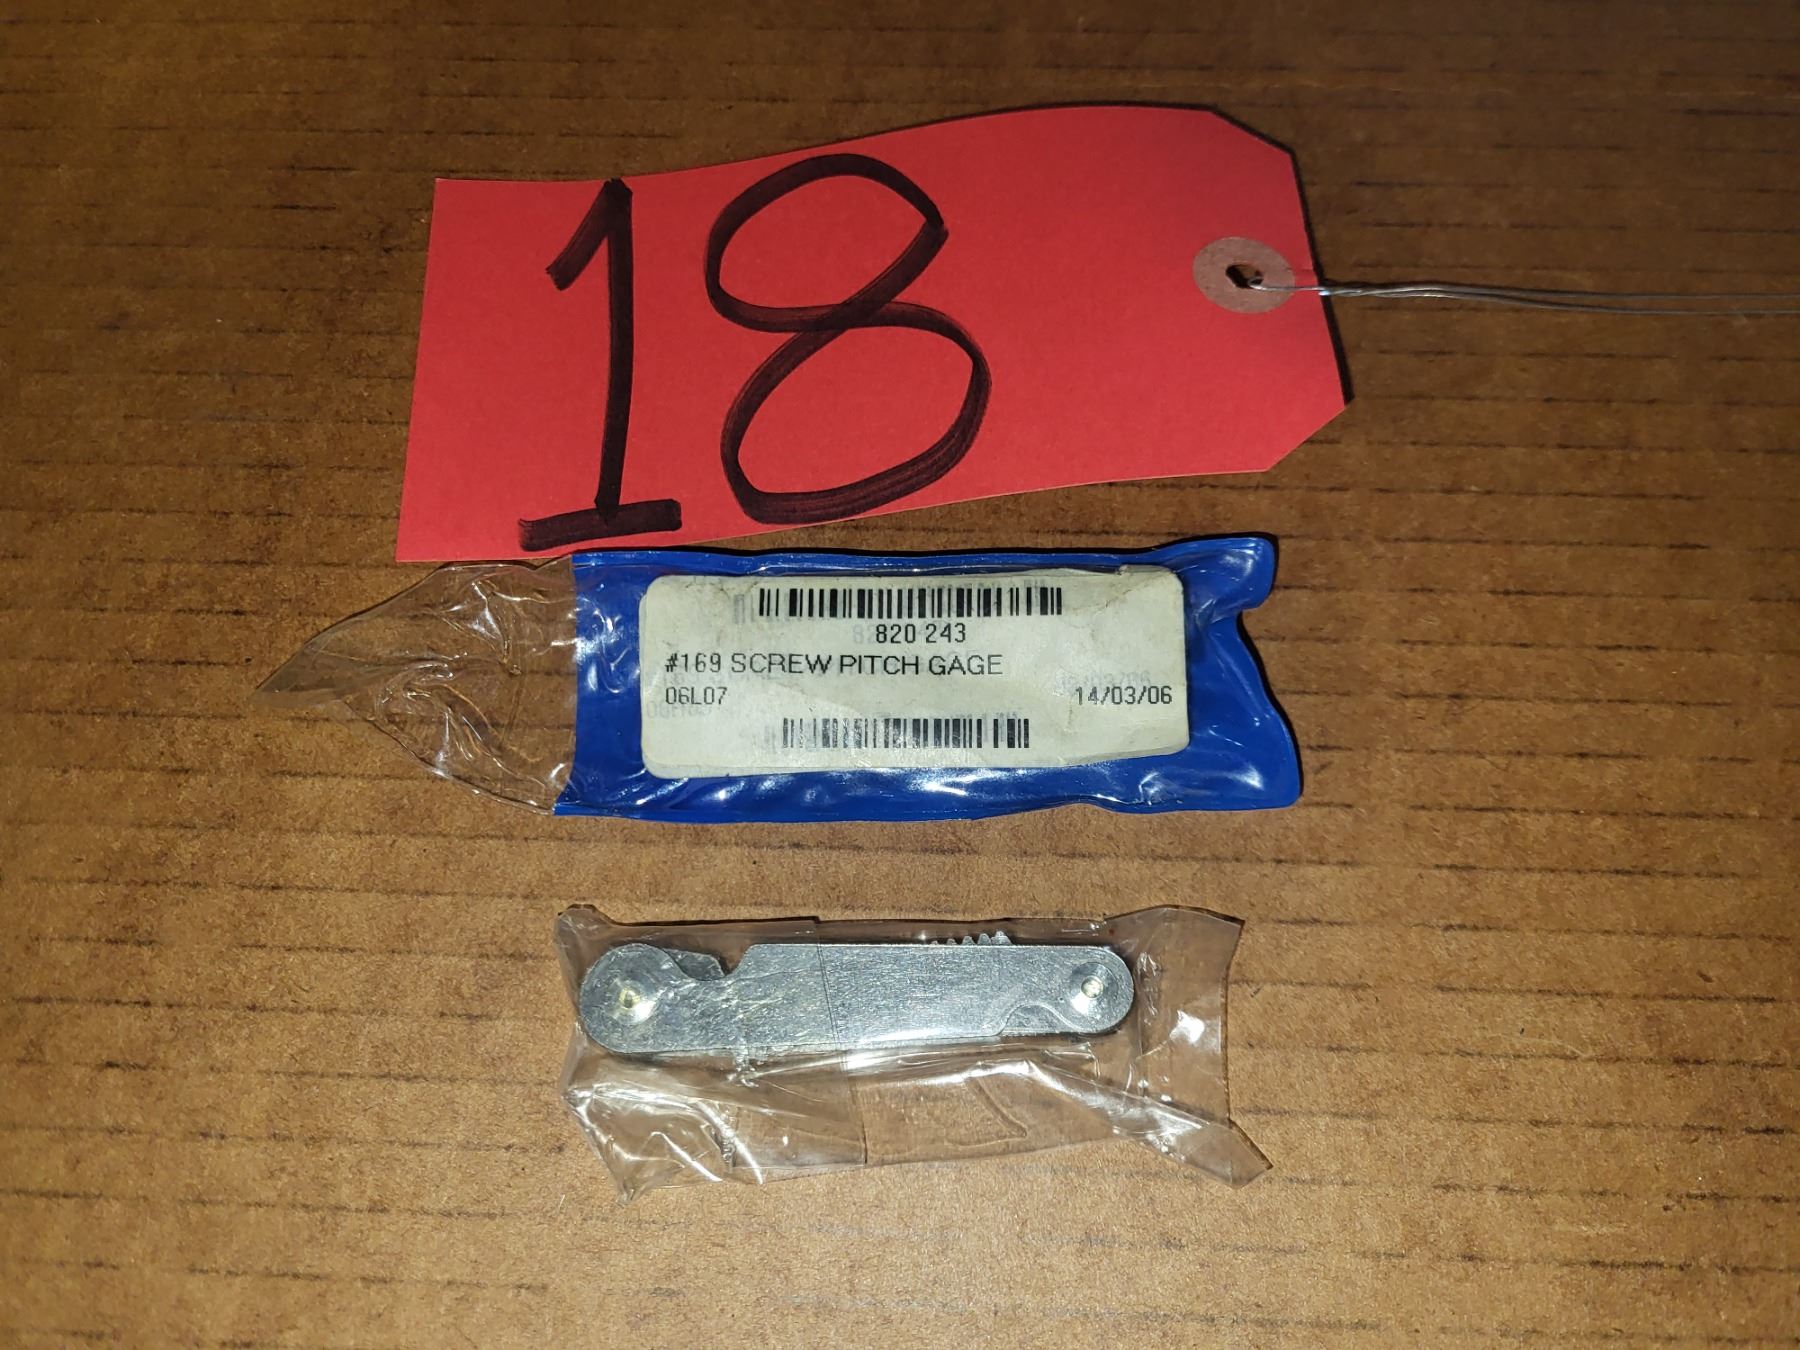 18
820 243
#169 SCREW PITCH GAGE
06L07 14/03/06